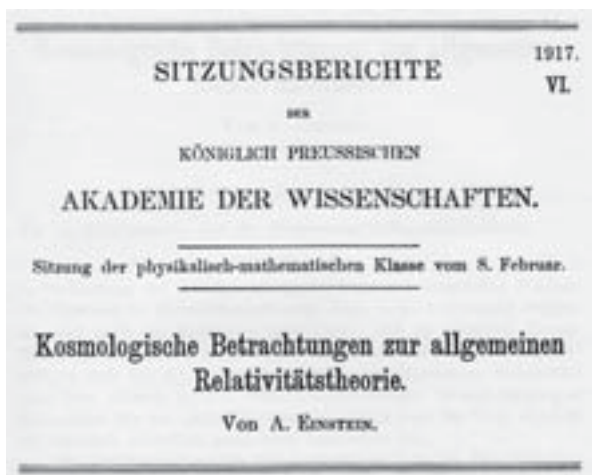 1917.
SITZUNGSBERICHTE
VI.
DER
KÖNIGLICH PREUSSISCHEN
AKADEMIE DER WISSENSCHAFTEN.
Sitzung der physikalisch-mathematischen Klasse vom 8. Februar.
Kosmologische Betrachtungen zur allgemeinen
Relativitätstheorie.
Von A. EINSTEIN.